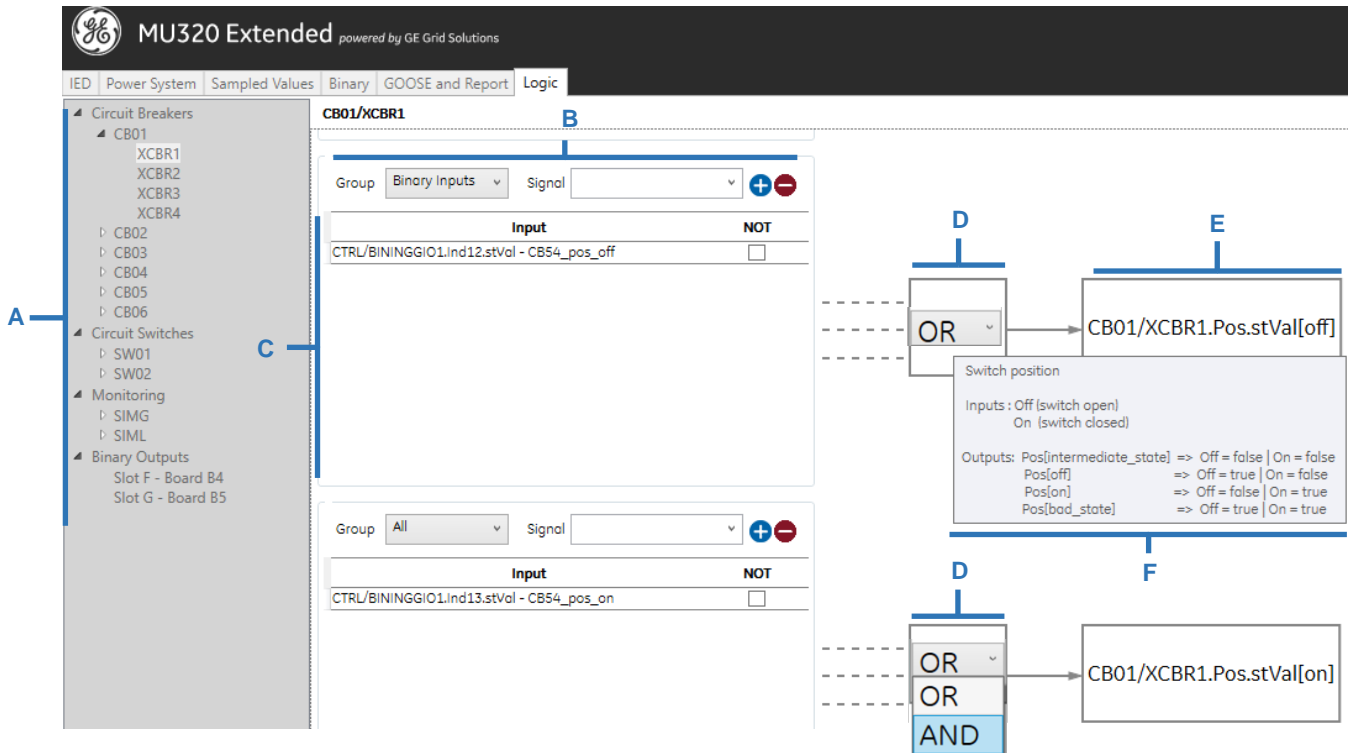 GE
MU320 Extended powered by GE Grid Solutions
IED Power System Sampled Values Binary GOOSE and Report Logic
Circuit Breakers
CB01
XCBR1
XCBR2
XCBR3
XCBR4
CB02
CB03
CB04
CB05
CB06
Circuit Switches
SW01
SW02
Monitoring
SIMG
SIML
Binary Outputs
Slot F - Board B4
Slot G - Board B5
A
CB01/XCBR1
B
Group Binary Inputs Signal
Input NOT
CTRL/BININGGIO1.Ind12.stVal - CB54_pos_off
C
D
OR
E
CB01/XCBR1.Pos.stVal[off]
Switch position
Inputs : Off (switch open)
On (switch closed)
Outputs: Pos[intermediate_state] => Off = false | On = false
Pos[off] => Off = true | On = false
Pos[on] => Off = false | On = true
Pos[bad_state] => Off = true | On = true
F
Group All Signal
Input NOT
CTRL/BININGGIO1.Ind13.stVal - CB54_pos_on
D
OR
OR
AND
CB01/XCBR1.Pos.stVal[on]